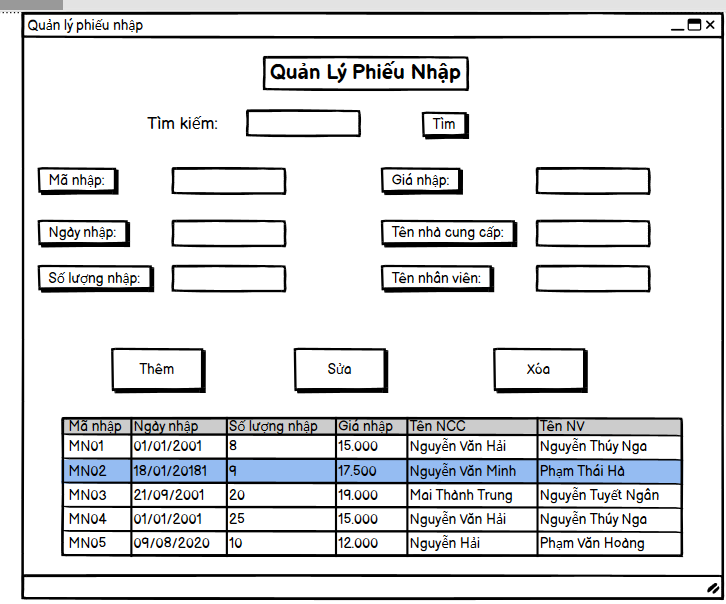 Quản lý phiếu nhập
Quản Lý Phiếu Nhập
Tìm kiếm: Tìm
Mã nhập: Giá nhập:
Ngày nhập: Tên nhà cung cấp:
Số lượng nhập: Tên nhân viên:
Thêm Sửa Xóa
Mã nhập Ngày nhập Số lượng nhập Giá nhập Tên NCC Tên NV
MN01 01/01/2001 8 15.000 Nguyễn Văn Hải Nguyễn Thúy Nga
MN02 18/01/20181 9 17.500 Nguyễn Văn Minh Phạm Thái Hà
MN03 21/09/2001 20 19.000 Mai Thành Trung Nguyễn Tuyết Ngân
MN04 01/01/2001 25 15.000 Nguyễn Văn Hải Nguyễn Thúy Nga
MN05 09/08/2020 10 12.000 Nguyễn Hải Phạm Văn Hoàng